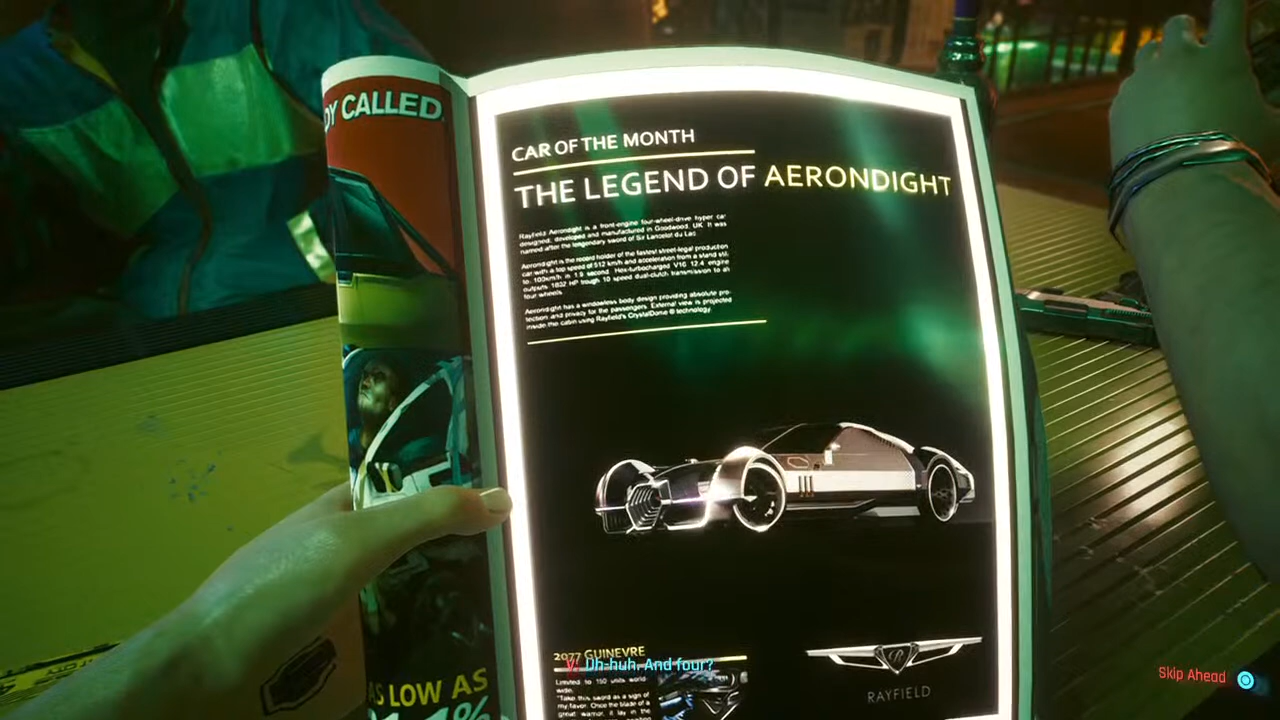 DY CALLED
CAR OF THE MONTH
THE LEGEND OF AERONDIGHT
Rayfield Aerondight is a front-engine four-wheel-drive hyper car
designed, developed and manufactured in Goodwood, UK. It was
named after the longendary sword of Sir Lancelot du Lac.
Aerondight is the record holder of the fastest street-legal production
car with a top speed of 512 km/h and acceleration from a stand still
to 100km/h in 1.9 second. Hex-turbocharged V16 12.4 engine
outputs 1832 HP trough 10 speed dual-clutch transmission to all
four wheels.
Aerondight has a windowless body design providing absolute pro-
tection and privacy for the passengers. External view is projected
inside the cabin using Rayfield's CrystalDome ® technology.
2077 GUINEVRE
V: Uh-huh. And four?
Limited to 150 units world-
wide.
"Take this sword as a sign of
my favor. Once the blade of a
great warrior, it lay in the
R
RAYFIELD
AS LOW AS
Skip Ahead